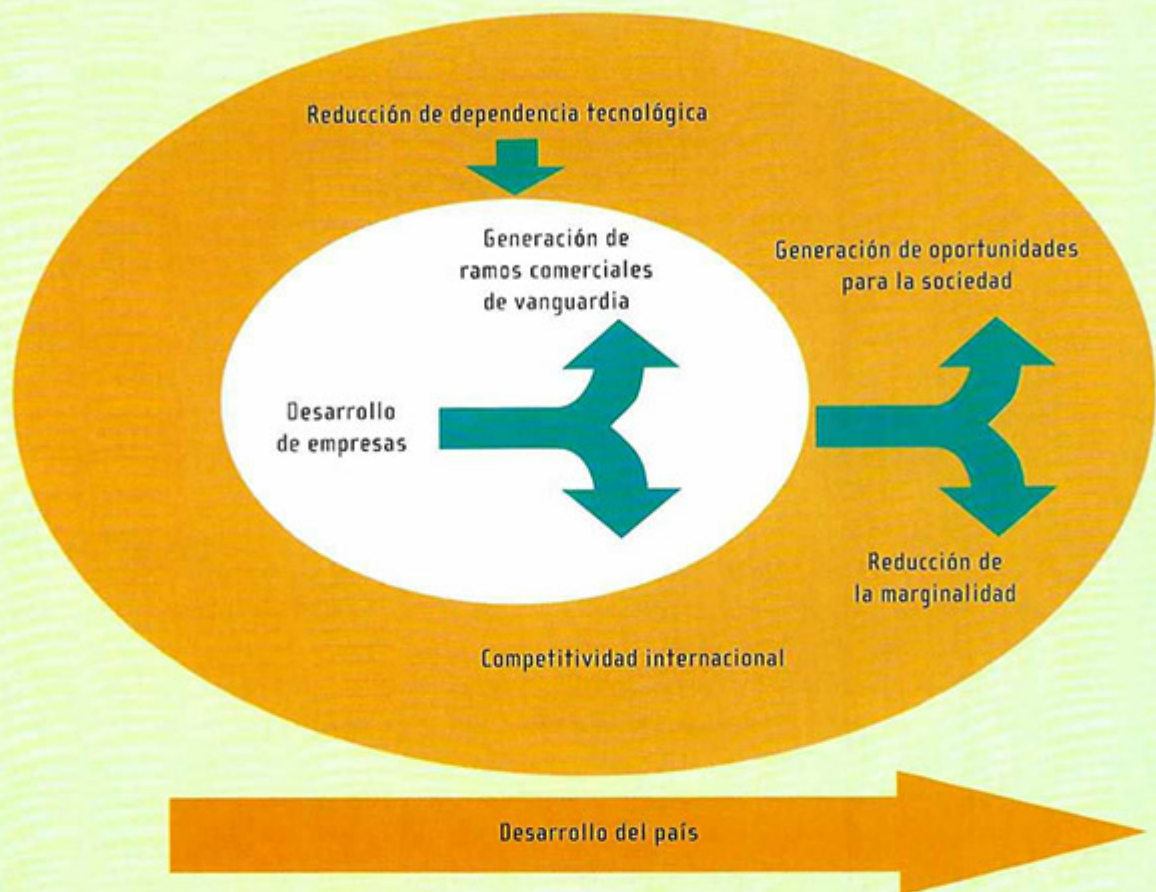 Reducción de dependencia tecnológica
Generación de
ramos comerciales
de vanguardia
Generación de oportunidades
para la sociedad
Desarrollo
de empresas
Reducción de
la marginalidad
Competitividad internacional
Desarrollo del país